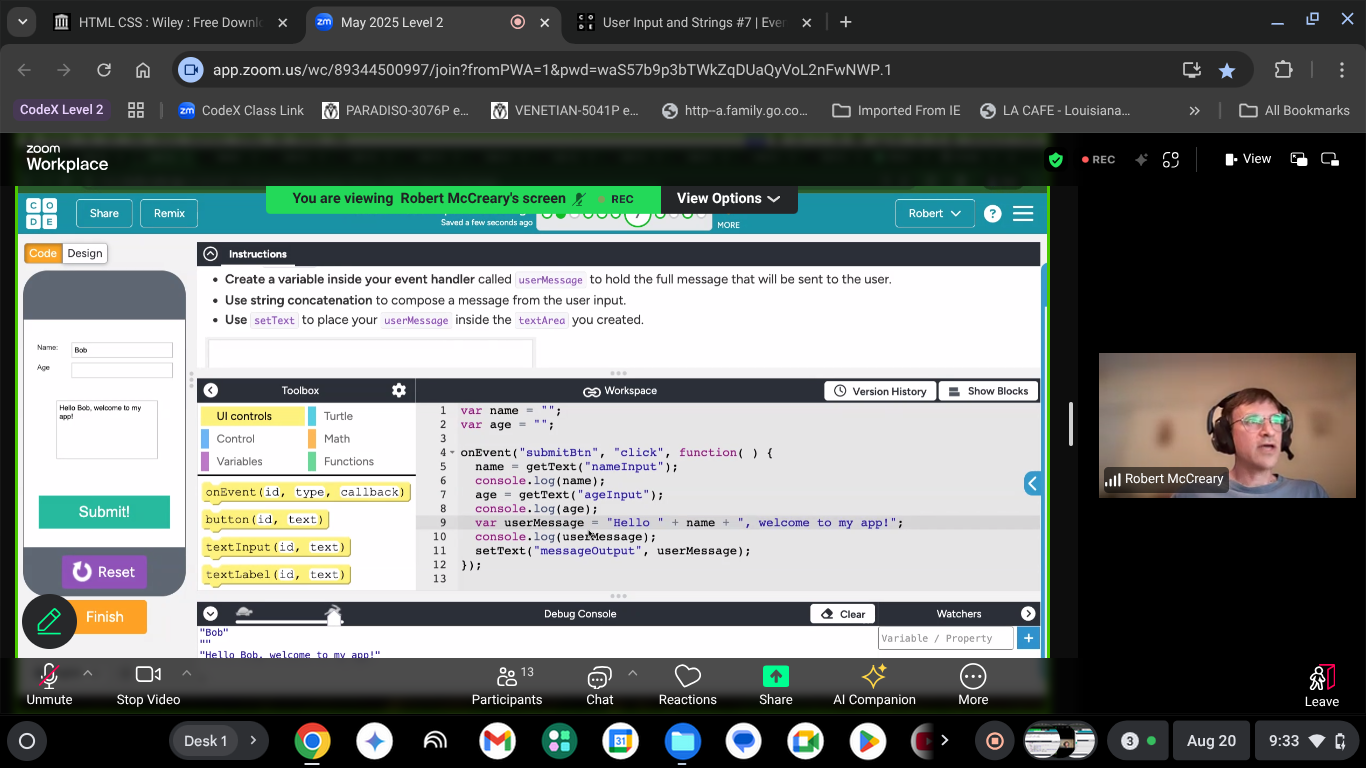 HTML CSS : Wiley : Free Downl
May 2025 Level 2
User Input and Strings #7 | Ever
app.zoom.us/wc/89344500997/join?fromPWA=1&pwd=waS57b9p3bTWkZqDUaQyVoL2nFwNWP.1
CodeX Level 2
CodeX Class Link
PARADISO-3076P e...
VENETIAN-5041P e...
http--a.family.go.co...
Imported From IE
LA CAFE - Louisiana...
All Bookmarks
zoom
Workplace
REC
View
You are viewing Robert McCreary's screen
REC
View Options
CODE
Share
Remix
Saved a few seconds ago
7
MORE
Robert
Code
Design
Instructions
• Create a variable inside your event handler called userMessage to hold the full message that will be sent to the user.
• Use string concatenation to compose a message from the user input.
• Use setText to place your userMessage inside the textArea you created.
Name:
Bob
Age
Hello Bob, welcome to my
app!
Submit!
Reset
Finish
Toolbox
Workspace
Version History
Show Blocks
UI controls
Turtle
Control
Math
Variables
Functions
onEvent(id, type, callback)
button(id, text)
textInput(id, text)
textLabel(id, text)
1 var name = "";
2 var age = "";
3
4 onEvent("submitBtn", "click", function( ) {
5 name = getText("nameInput");
6 console.log(name);
7 age = getText("ageInput");
8 console.log(age);
9 var userMessage = "Hello " + name + ", welcome to my app!";
10 console.log(userMessage);
11 setText("messageOutput", userMessage);
12 });
13
Debug Console
Clear
Watchers
"Bob"
""
"Hello Bob, welcome to my app!"
Variable / Property
Robert McCreary
Unmute
Stop Video
Participants
13
Chat
Reactions
Share
AI Companion
More
Leave
Desk 1
31
3
Aug 20
9:33